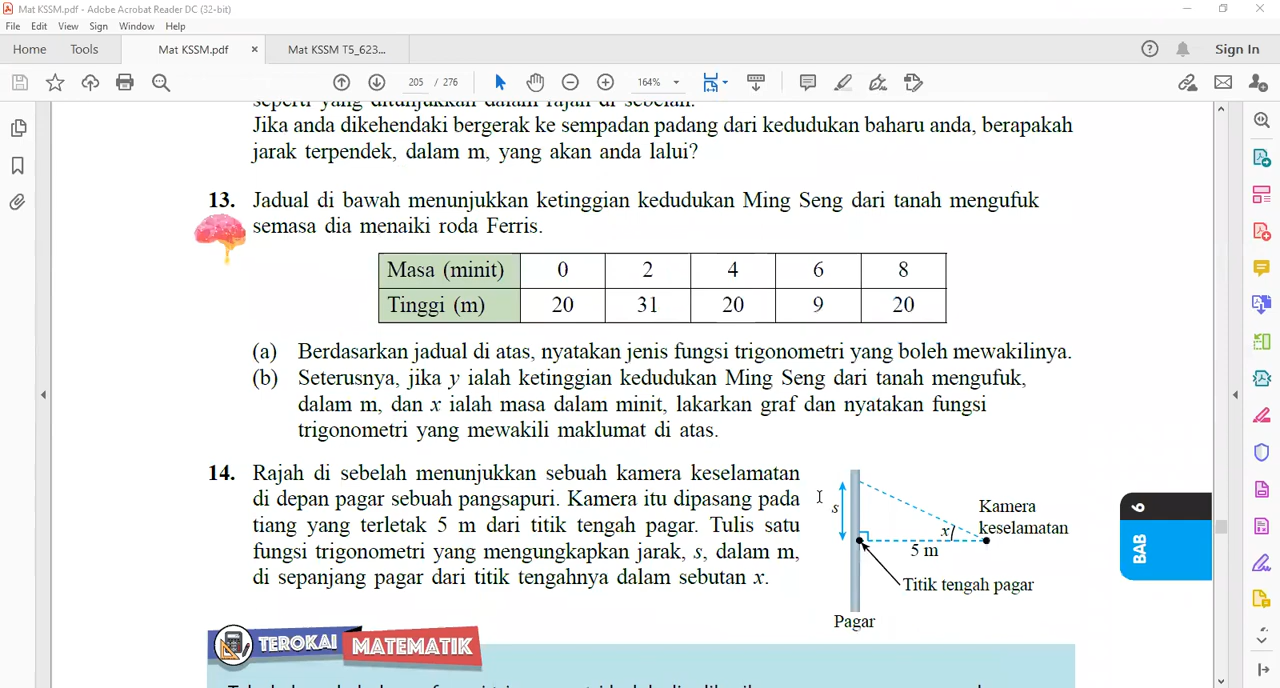 Mat KSSM.pdf - Adobe Acrobat Reader DC (32-bit)
File Edit View Sign Window Help
Home Tools Mat KSSM.pdf × Mat KSSM T5_623... Sign In
205 / 276 164%
seperti yang ditunjukkan dalam rajah di sebelah.
Jika anda dikehendaki bergerak ke sempadan padang dari kedudukan baharu anda, berapakah
jarak terpendek, dalam m, yang akan anda lalui?
13. Jadual di bawah menunjukkan ketinggian kedudukan Ming Seng dari tanah mengufuk
semasa dia menaiki roda Ferris.
Masa (minit) 0 2 4 6 8
Tinggi (m) 20 31 20 9 20
(a) Berdasarkan jadual di atas, nyatakan jenis fungsi trigonometri yang boleh mewakilinya.
(b) Seterusnya, jika y ialah ketinggian kedudukan Ming Seng dari tanah mengufuk,
dalam m, dan x ialah masa dalam minit, lakarkan graf dan nyatakan fungsi
trigonometri yang mewakili maklumat di atas.
14. Rajah di sebelah menunjukkan sebuah kamera keselamatan
di depan pagar sebuah pangsapuri. Kamera itu dipasang pada
tiang yang terletak 5 m dari titik tengah pagar. Tulis satu
fungsi trigonometri yang mengungkapkan jarak, s, dalam m,
di sepanjang pagar dari titik tengahnya dalam sebutan x.
s
x
5 m
Kamera
keselamatan
Titik tengah pagar
Pagar
6
BAB
TEROKAI MATEMATIK